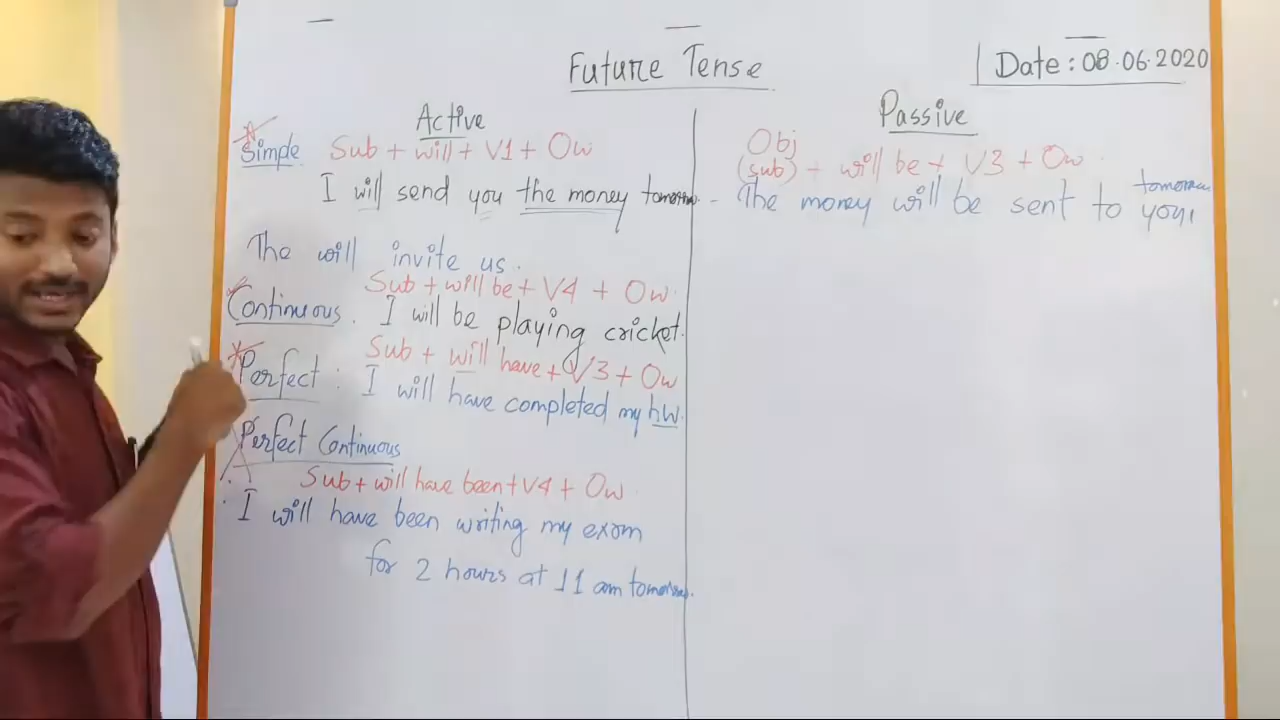 Future Tense
Date: 08.06.2020
Active
Simple Sub + will + V1 + Ow
I will send you the money tomorrow
The will invite us.
Sub + will be + V4 + Ow.
Continuous. I will be playing cricket.
Sub + will have + V3 + Ow
Perfect : I will have completed my hw.
Perfect Continuous
Sub + will have been + V4 + Ow.
I will have been writing my exam
for 2 hours at 11 am tomorrow.
Passive
Obj
(sub) + will be + V3 + Ow.
tomorrow
The money will be sent to you